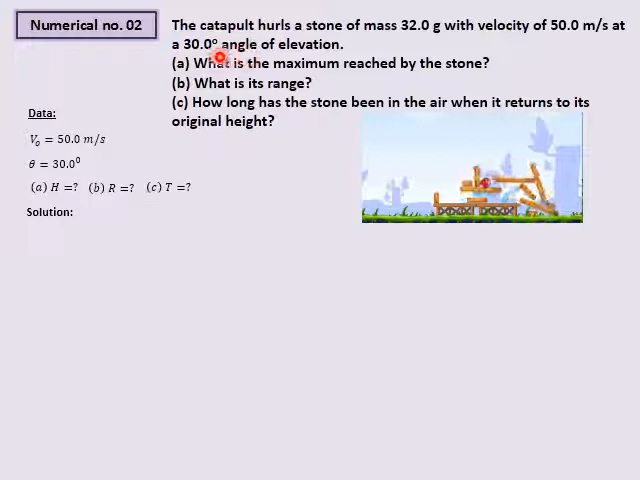 Numerical no. 02
The catapult hurls a stone of mass 32.0 g with velocity of 50.0 m/s at
a 30.0° angle of elevation.
(a) What is the maximum reached by the stone?
(b) What is its range?
(c) How long has the stone been in the air when it returns to its
original height?
Data:
V₀ = 50.0 m/s
θ = 30.0⁰
(a) H =? (b) R =? (c) T =?
Solution: